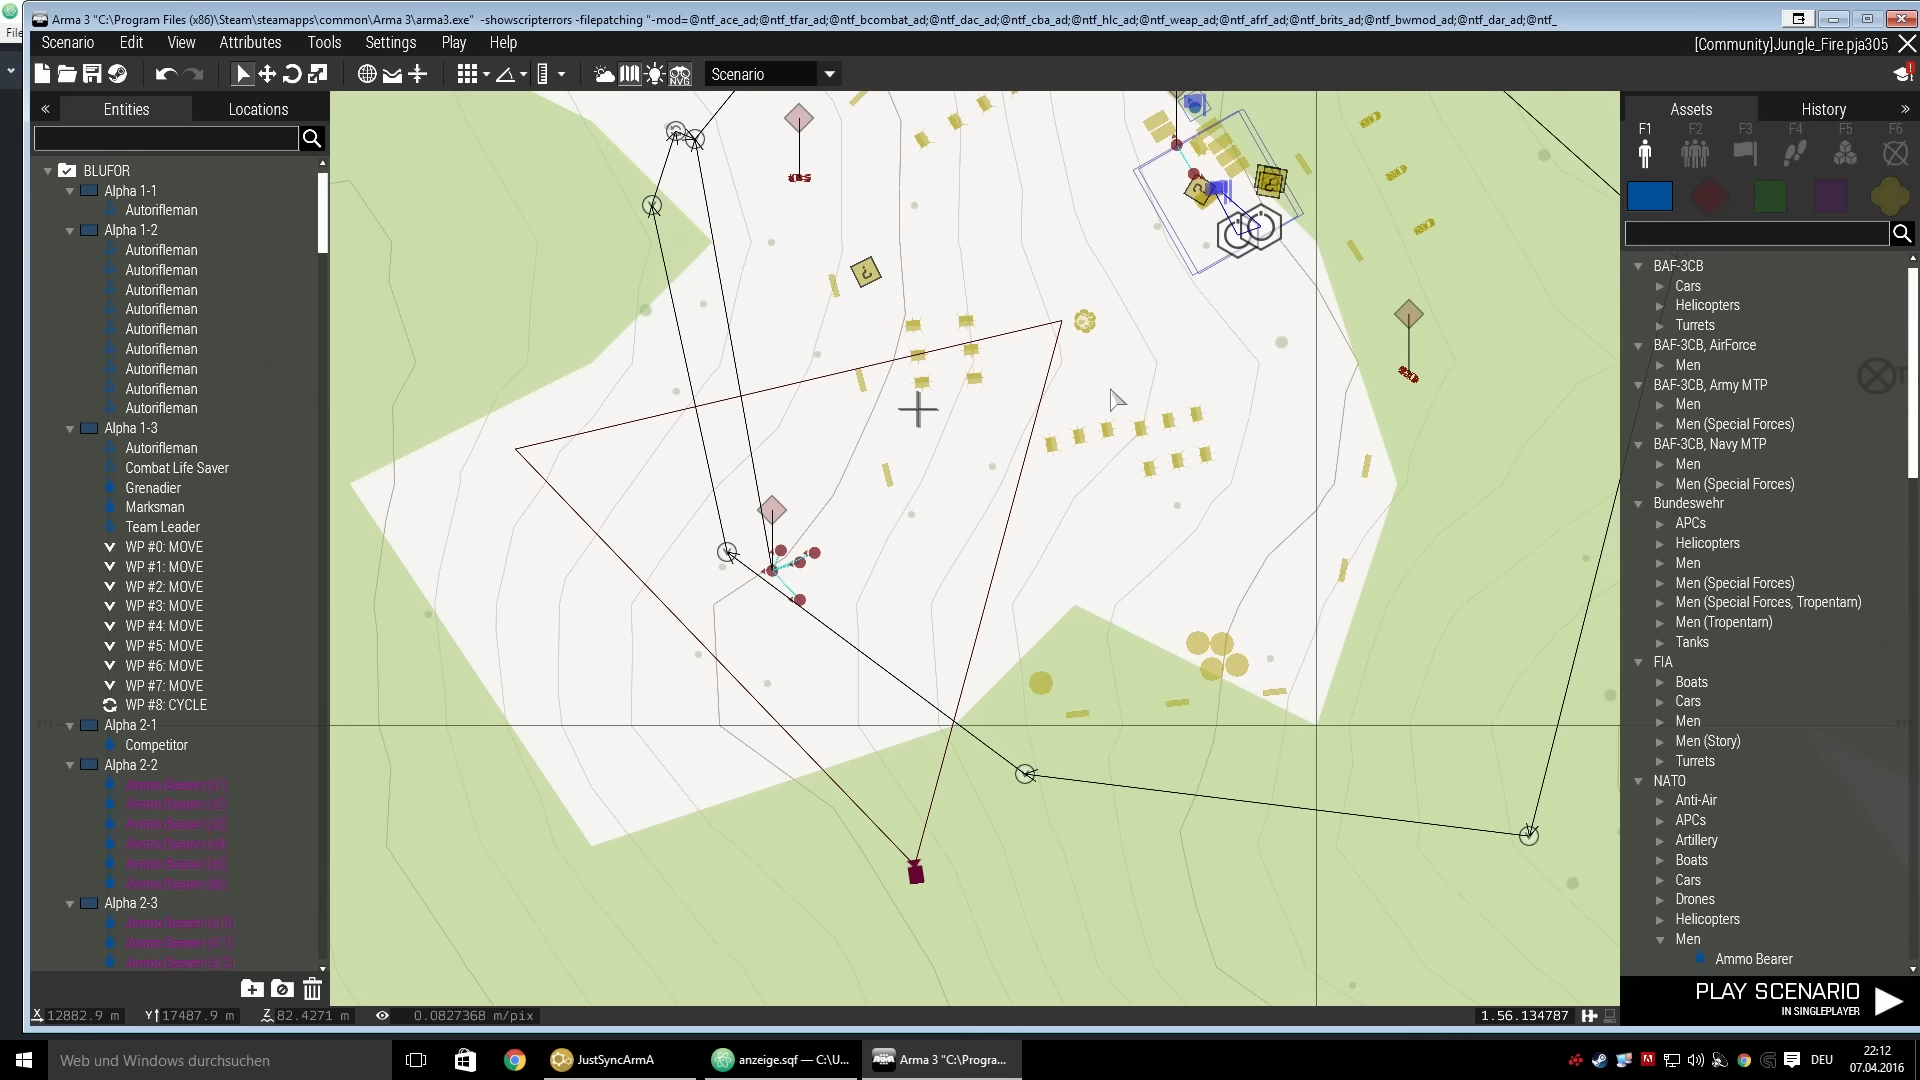 File
Arma 3 "C:\Program Files (x86)\Steam\steamapps\common\Arma 3\arma3.exe" -showscripterrors -filepatching "-mod=@ntf_ace_ad;@ntf_tfar_ad;@ntf_bcombat_ad;@ntf_dac_ad;@ntf_cba_ad;@ntf_hlc_ad;@ntf_weap_ad;@ntf_afrf_ad;@ntf_brits_ad;@ntf_bwmod_ad;@ntf_dar_ad;@ntf_
Scenario Edit View Attributes Tools Settings Play Help
[Community]Jungle_Fire.pja305
NVG
Scenario
Entities Locations
BLUFOR
Alpha 1-1
Autorifleman
Alpha 1-2
Autorifleman
Autorifleman
Autorifleman
Autorifleman
Autorifleman
Autorifleman
Autorifleman
Autorifleman
Autorifleman
Alpha 1-3
Autorifleman
Combat Life Saver
Grenadier
Marksman
Team Leader
WP #0: MOVE
WP #1: MOVE
WP #2: MOVE
WP #3: MOVE
WP #4: MOVE
WP #5: MOVE
WP #6: MOVE
WP #7: MOVE
WP #8: CYCLE
Alpha 2-1
Competitor
Alpha 2-2
Alpha 2-3
X 12882.9 m Y 17487.9 m Z 82.4271 m 0.0827368 m/pix
1.56.134787
Assets History
F1 F2 F3 F4 F5 F6
BAF-3CB
Cars
Helicopters
Turrets
BAF-3CB, AirForce
Men
BAF-3CB, Army MTP
Men
Men (Special Forces)
BAF-3CB, Navy MTP
Men
Men (Special Forces)
Bundeswehr
APCs
Helicopters
Men
Men (Special Forces)
Men (Special Forces, Tropentarn)
Men (Tropentarn)
Tanks
FIA
Boats
Cars
Men
Men (Story)
Turrets
NATO
Anti-Air
APCs
Artillery
Boats
Cars
Drones
Helicopters
Men
Ammo Bearer
PLAY SCENARIO
IN SINGLEPLAYER
Web und Windows durchsuchen
JustSyncArmA
anzeige.sqf — C:\U...
Arma 3 "C:\Progra...
DEU
22:12
07.04.2016